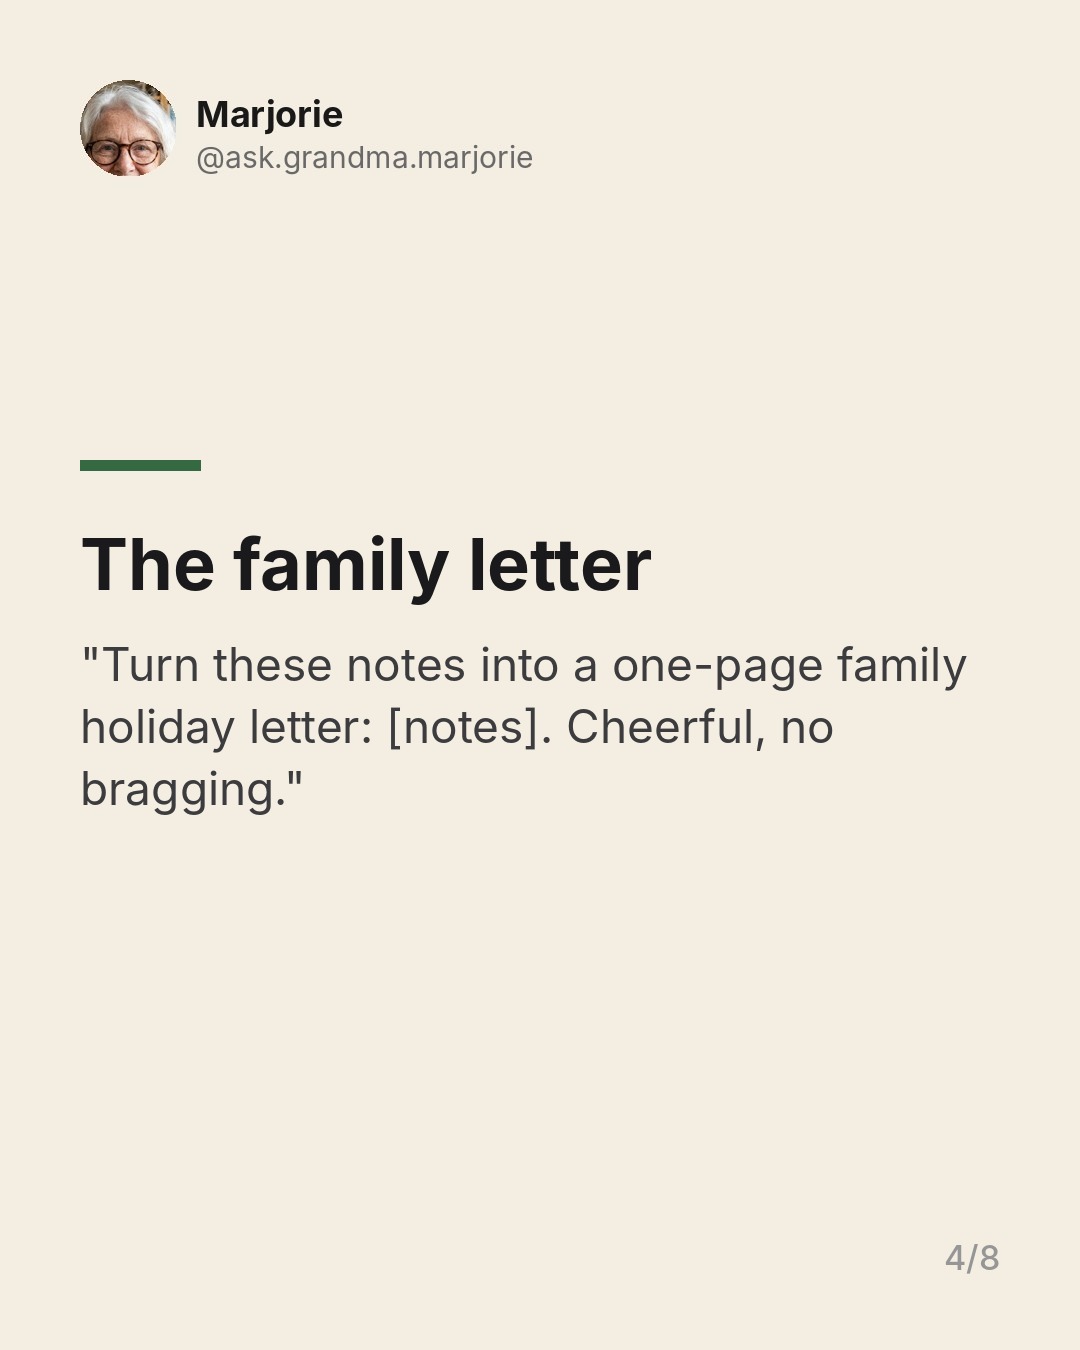 Marjorie
@ask.grandma.marjorie
The family letter
"Turn these notes into a one-page family
holiday letter: [notes]. Cheerful, no
bragging."
4/8